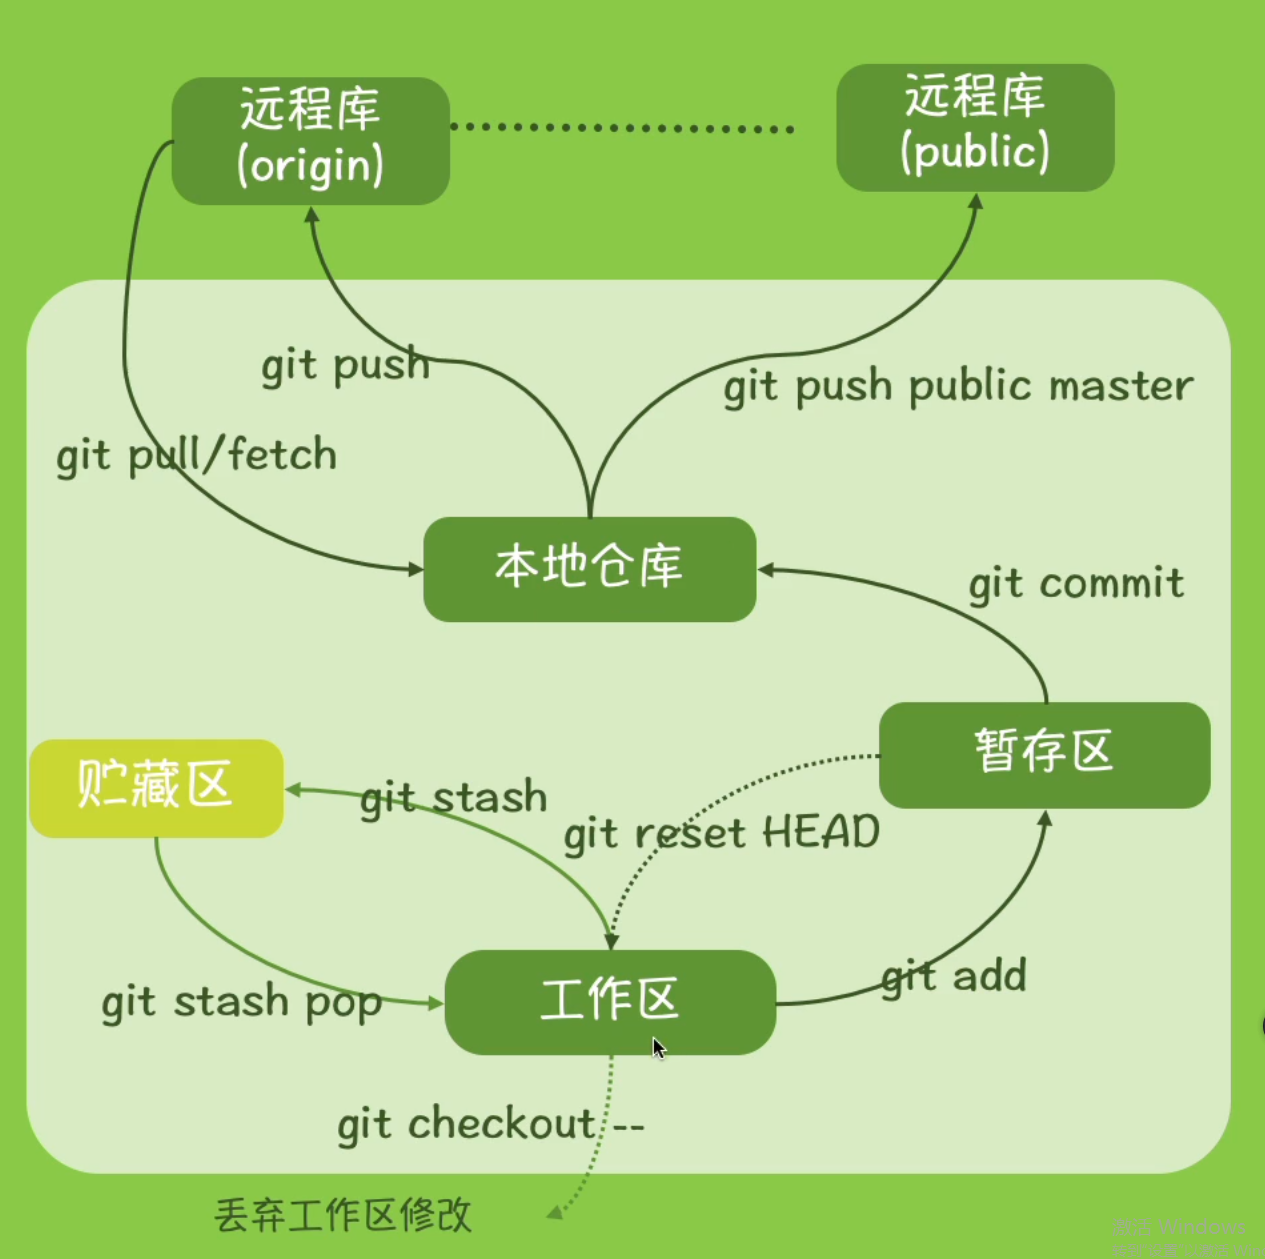 远程库
(origin)
远程库
(public)
git push
git push public master
git pull/fetch
本地仓库
git commit
暂存区
贮藏区
git stash
git reset HEAD
工作区
git add
git stash pop
git checkout --
丢弃工作区修改
激活 Windows